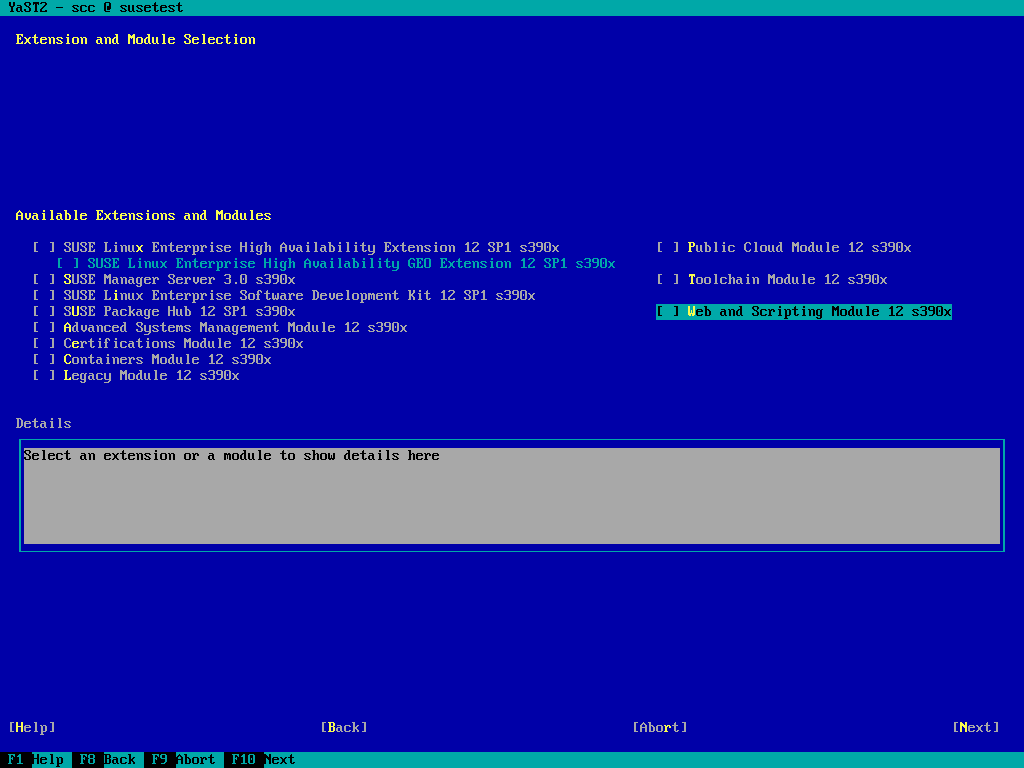 YaST2 - scc @ susetest
Extension and Module Selection
Available Extensions and Modules
[ ] SUSE Linux Enterprise High Availability Extension 12 SP1 s390x
[ ] SUSE Linux Enterprise High Availability GEO Extension 12 SP1 s390x
[ ] SUSE Manager Server 3.0 s390x
[ ] SUSE Linux Enterprise Software Development Kit 12 SP1 s390x
[ ] SUSE Package Hub 12 SP1 s390x
[ ] Advanced Systems Management Module 12 s390x
[ ] Certifications Module 12 s390x
[ ] Containers Module 12 s390x
[ ] Legacy Module 12 s390x
[ ] Public Cloud Module 12 s390x
[ ] Toolchain Module 12 s390x
[ ] Web and Scripting Module 12 s390x
Details
Select an extension or a module to show details here
[Help] [Back] [Abort] [Next]
F1 Help F8 Back F9 Abort F10 Next